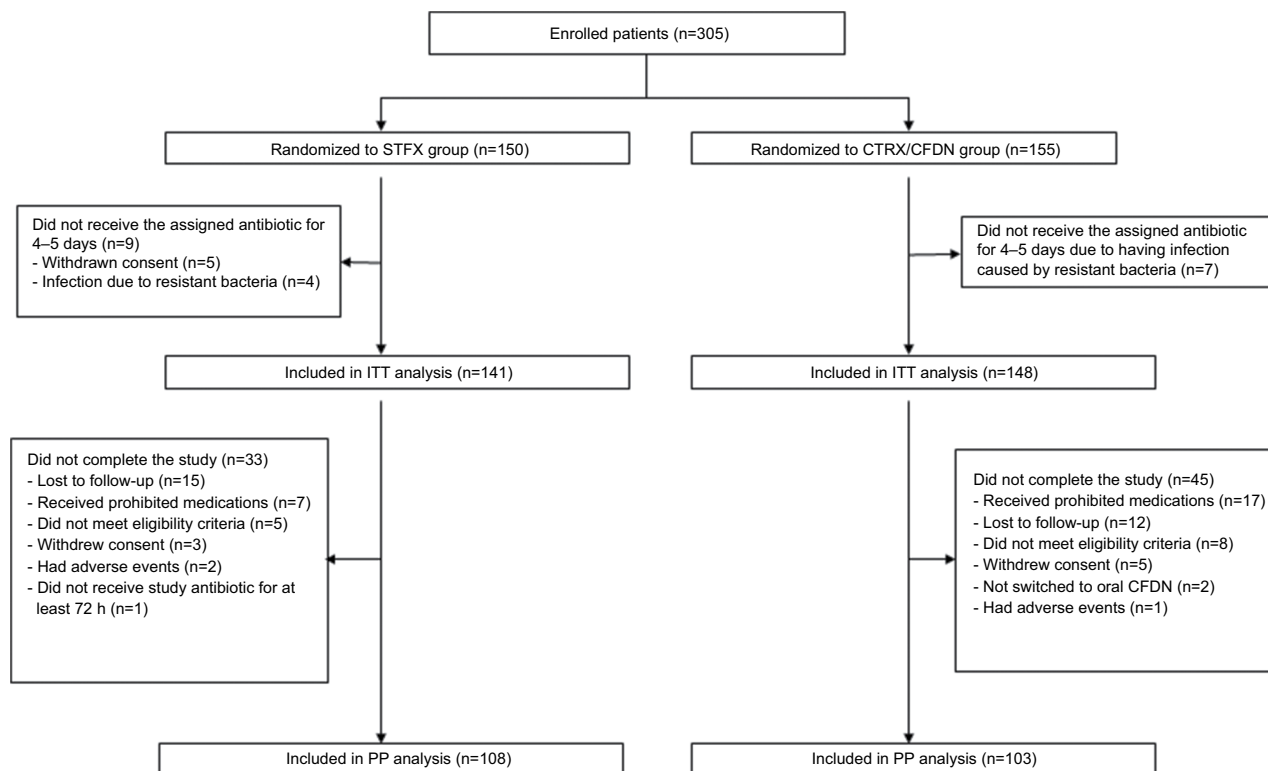 Enrolled patients (n=305)
Randomized to STFX group (n=150)
Randomized to CTRX/CFDN group (n=155)
Did not receive the assigned antibiotic for
4–5 days (n=9)
- Withdrawn consent (n=5)
- Infection due to resistant bacteria (n=4)
Did not receive the assigned antibiotic
for 4–5 days due to having infection
caused by resistant bacteria (n=7)
Included in ITT analysis (n=141)
Included in ITT analysis (n=148)
Did not complete the study (n=33)
- Lost to follow-up (n=15)
- Received prohibited medications (n=7)
- Did not meet eligibility criteria (n=5)
- Withdrew consent (n=3)
- Had adverse events (n=2)
- Did not receive study antibiotic for at
least 72 h (n=1)
Did not complete the study (n=45)
- Received prohibited medications (n=17)
- Lost to follow-up (n=12)
- Did not meet eligibility criteria (n=8)
- Withdrew consent (n=5)
- Not switched to oral CFDN (n=2)
- Had adverse events (n=1)
Included in PP analysis (n=108)
Included in PP analysis (n=103)